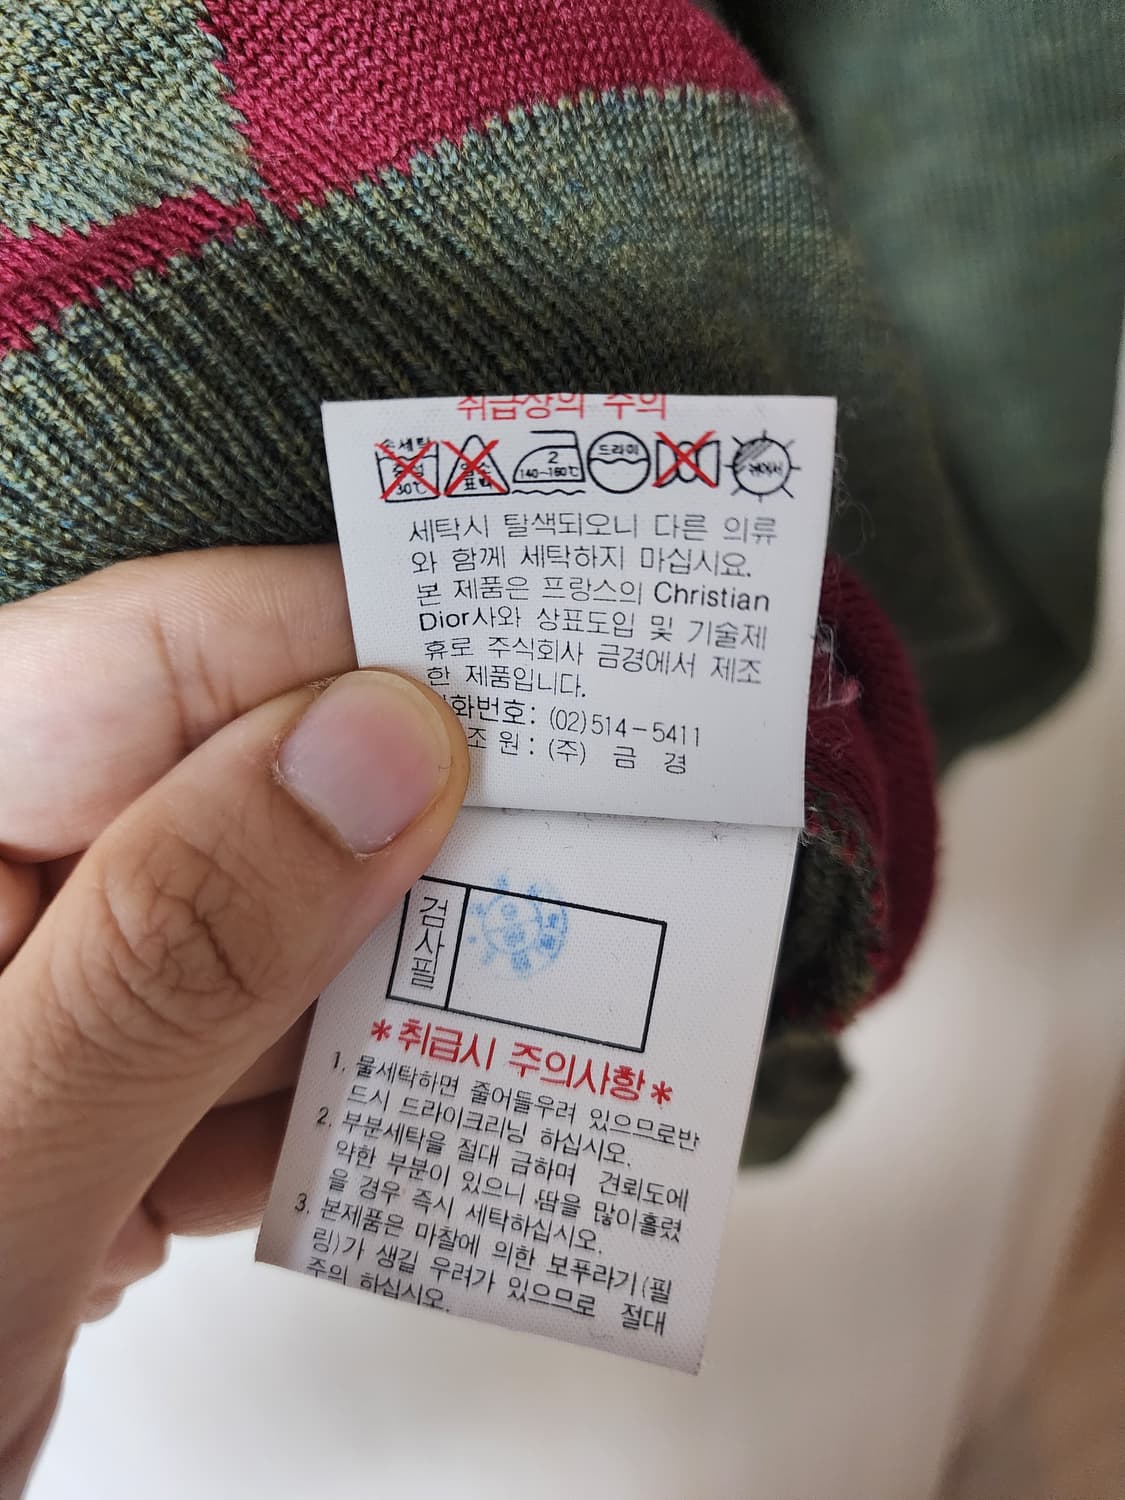 취급상의 주의
손세탁 중성 30℃
염소 표백
2 140~160℃
드라이
세탁시 탈색되오니 다른 의류
와 함께 세탁하지 마십시요.
본 제품은 프랑스의 Christian
Dior사와 상표도입 및 기술제
휴로 주식회사 금경에서 제조
한 제품입니다.
화번호: (02)514-5411
조 원 : (주) 금 경
검사필
*취급시 주의사항*
1. 물세탁하면 줄어들우려 있으므로반
드시 드라이크리닝 하십시오.
2. 부분세탁을 절대 금하며 견뢰도에
약한 부분이 있으니 땀을 많이흘렸
을 경우 즉시 세탁하십시오.
3. 본제품은 마찰에 의한 보푸라기(필
링)가 생길 우려가 있으므로 절대
주의 하십시오.